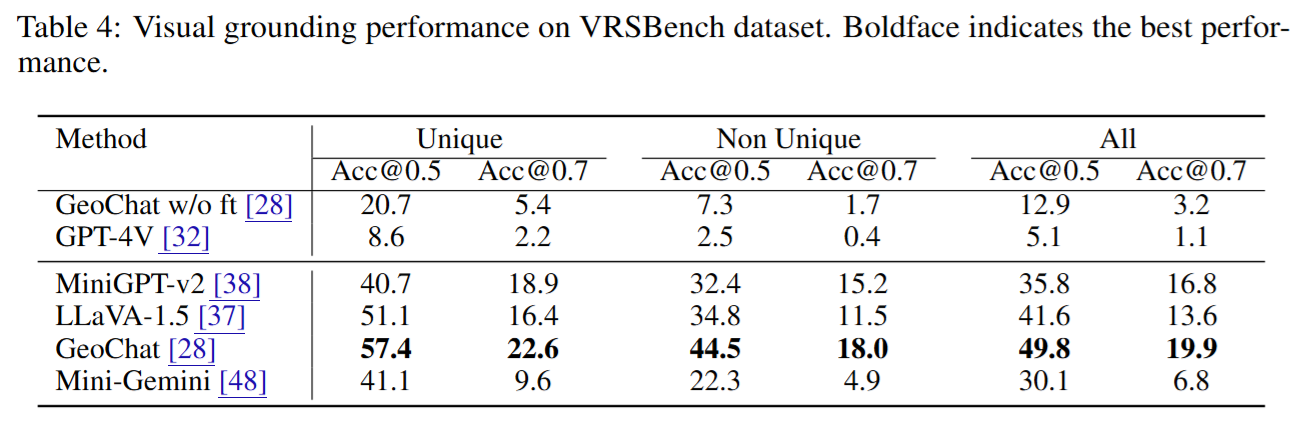 Table 4: Visual grounding performance on VRSBench dataset. Boldface indicates the best perfor-
mance.
Method Unique Non Unique All
Acc@0.5 Acc@0.7 Acc@0.5 Acc@0.7 Acc@0.5 Acc@0.7
GeoChat w/o ft [28] 20.7 5.4 7.3 1.7 12.9 3.2
GPT-4V [32] 8.6 2.2 2.5 0.4 5.1 1.1
MiniGPT-v2 [38] 40.7 18.9 32.4 15.2 35.8 16.8
LLaVA-1.5 [37] 51.1 16.4 34.8 11.5 41.6 13.6
GeoChat [28] 57.4 22.6 44.5 18.0 49.8 19.9
Mini-Gemini [48] 41.1 9.6 22.3 4.9 30.1 6.8